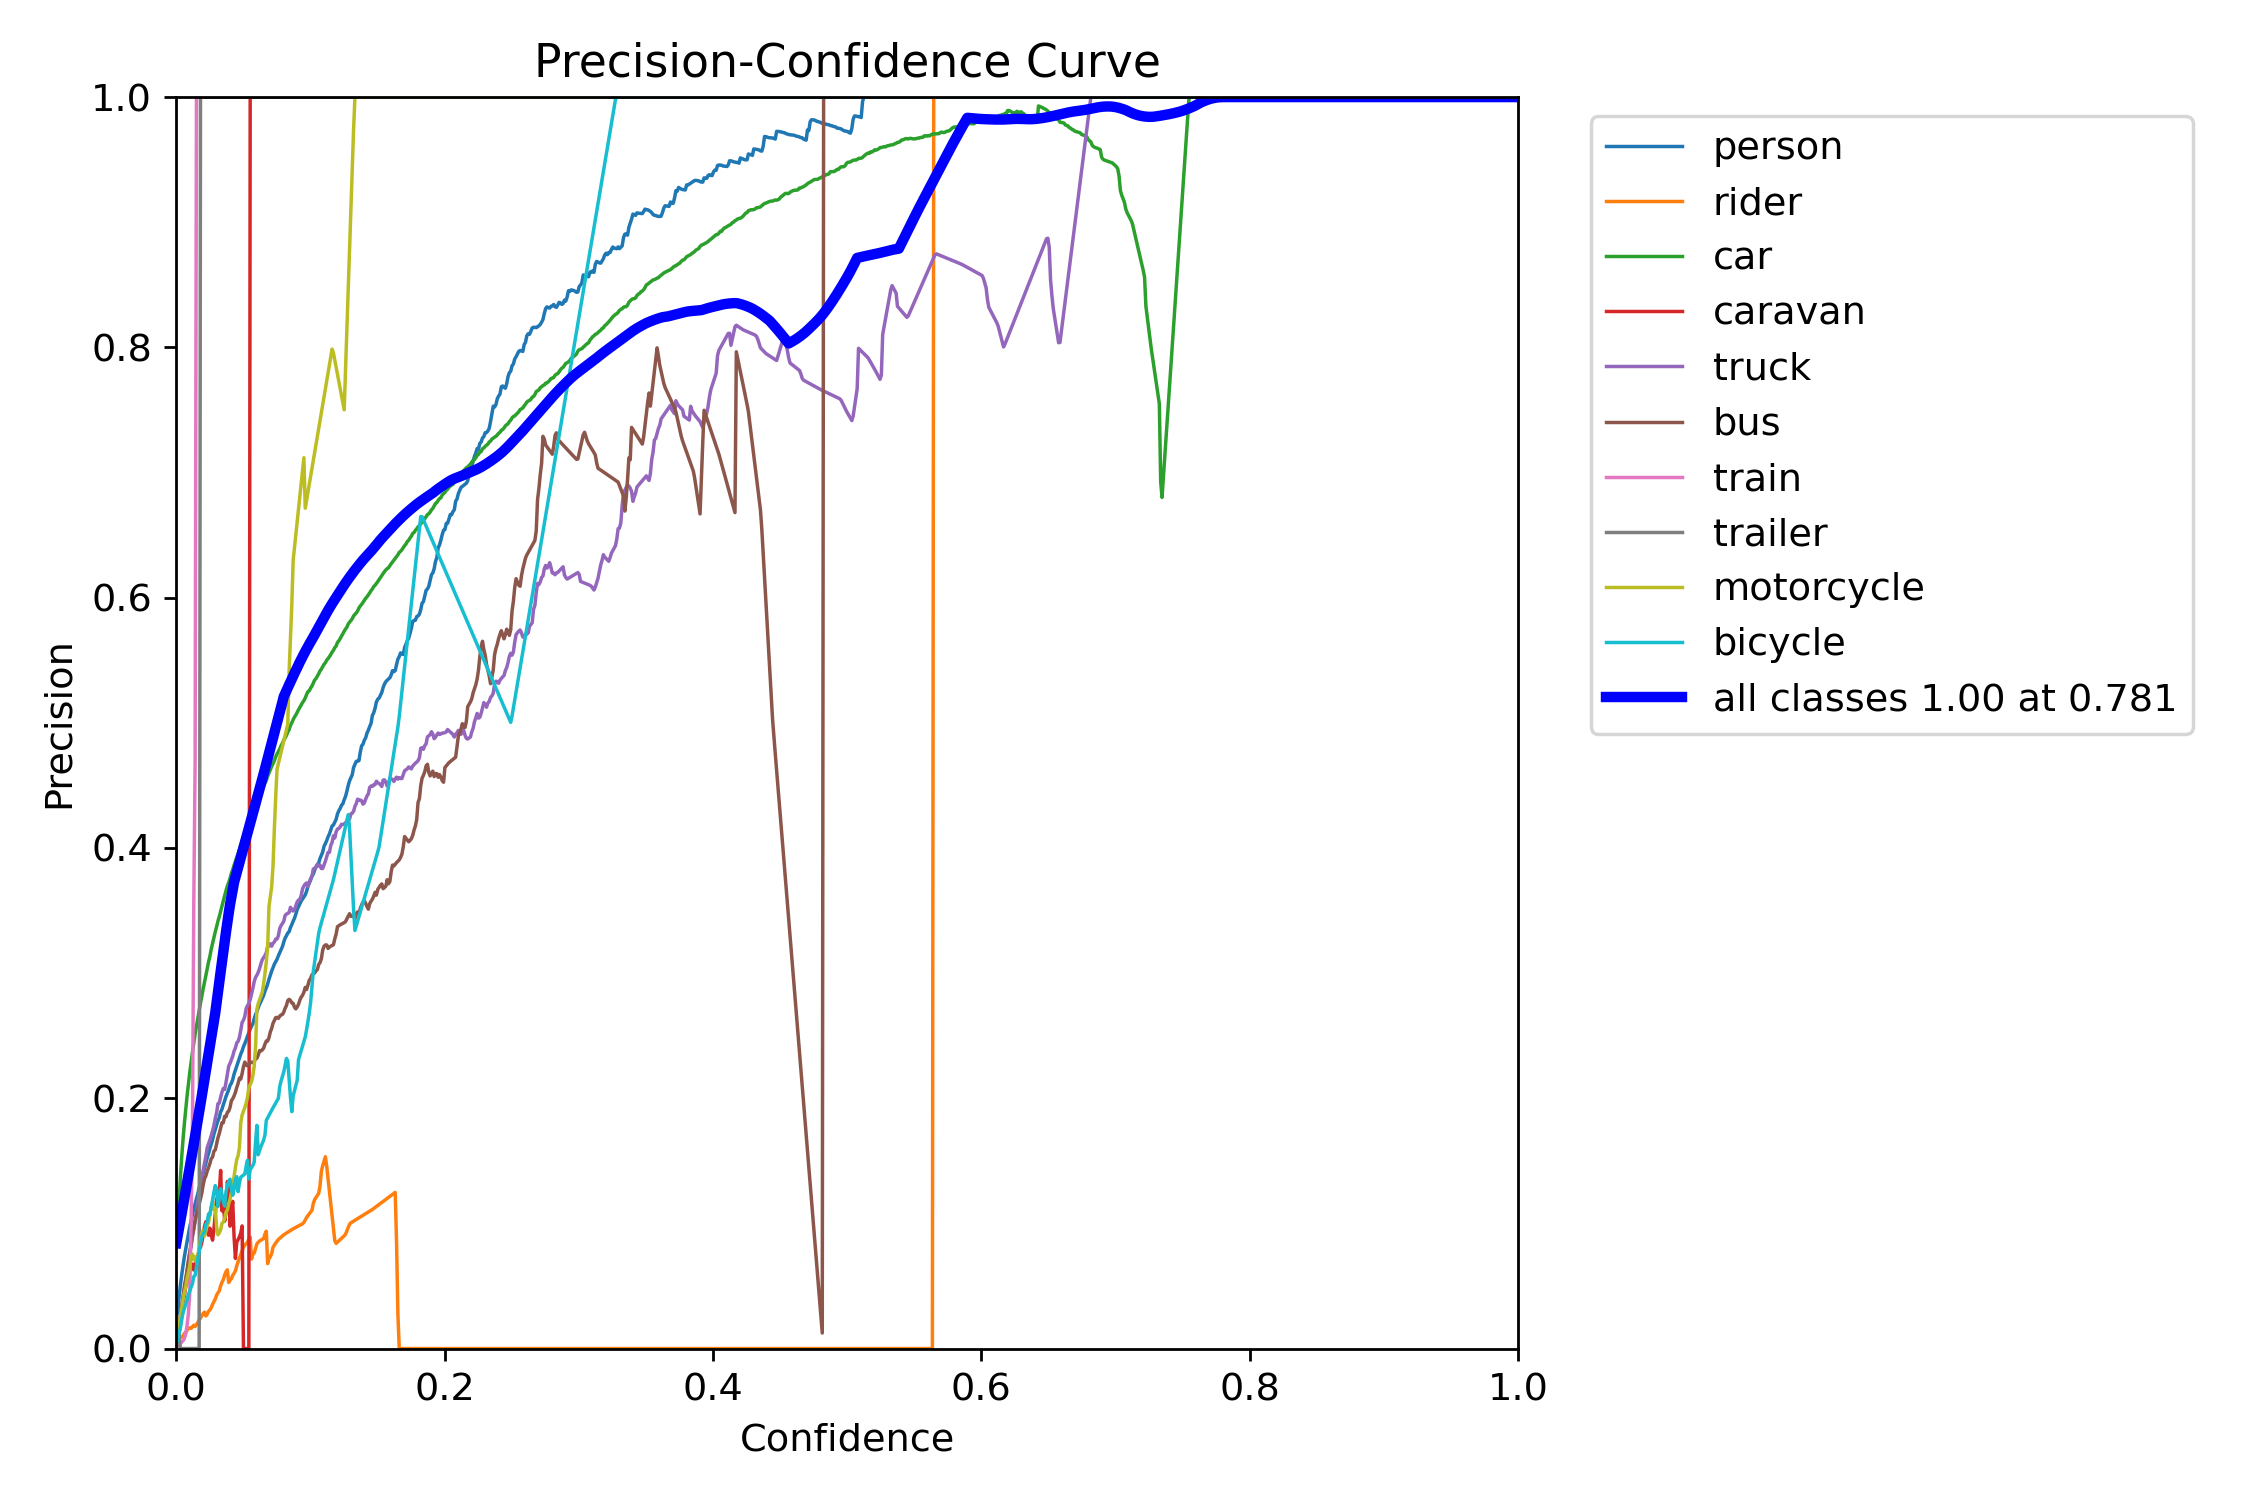 Precision-Confidence Curve
1.0
0.8
0.6
0.4
0.2
0.0
Precision
0.0 0.2 0.4 0.6 0.8 1.0
Confidence
person
rider
car
caravan
truck
bus
train
trailer
motorcycle
bicycle
all classes 1.00 at 0.781